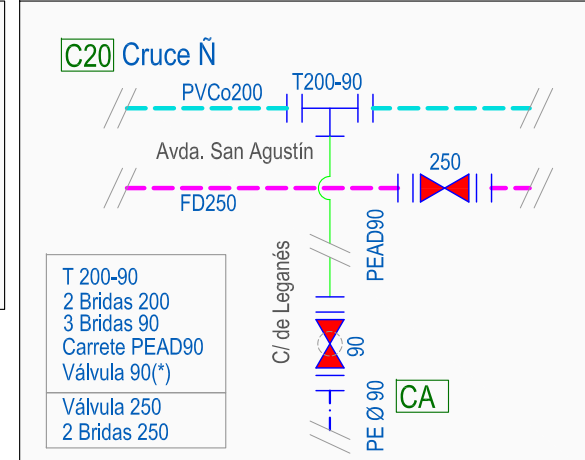 C20 Cruce Ñ
PVCo200
T200-90
Avda. San Agustín
250
FD250
PEAD90
C/ de Leganés
90
PE Ø 90
CA
T 200-90
2 Bridas 200
3 Bridas 90
Carrete PEAD90
Válvula 90(*)
Válvula 250
2 Bridas 250